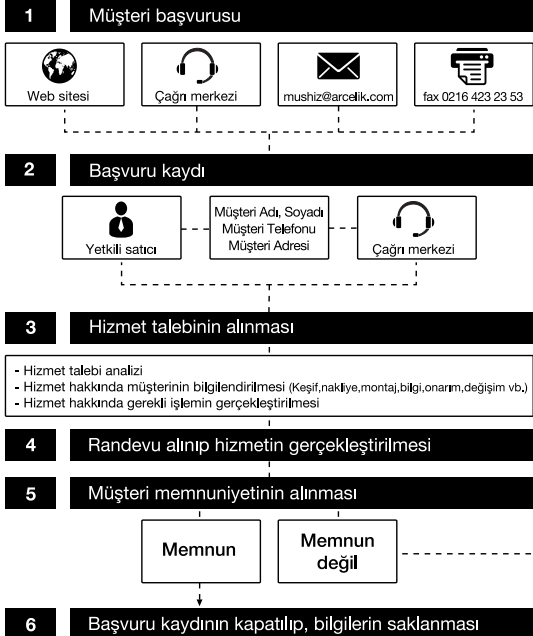 1 Müşteri başvurusu
Web sitesi
Çağrı merkezi
mushiz@arcelik.com
fax 0216 423 23 53
2 Başvuru kaydı
Yetkili satıcı
Müşteri Adı, Soyadı
Müşteri Telefonu
Müşteri Adresi
Çağrı merkezi
3 Hizmet talebinin alınması
- Hizmet talebi analizi
- Hizmet hakkında müşterinin bilgilendirilmesi (Keşif,nakliye,montaj,bilgi,onarım,değişim vb.)
- Hizmet hakkında gerekli işlemin gerçekleştirilmesi
4 Randevu alınıp hizmetin gerçekleştirilmesi
5 Müşteri memnuniyetinin alınması
Memnun
Memnun
değil
6 Başvuru kaydının kapatılıp, bilgilerin saklanması